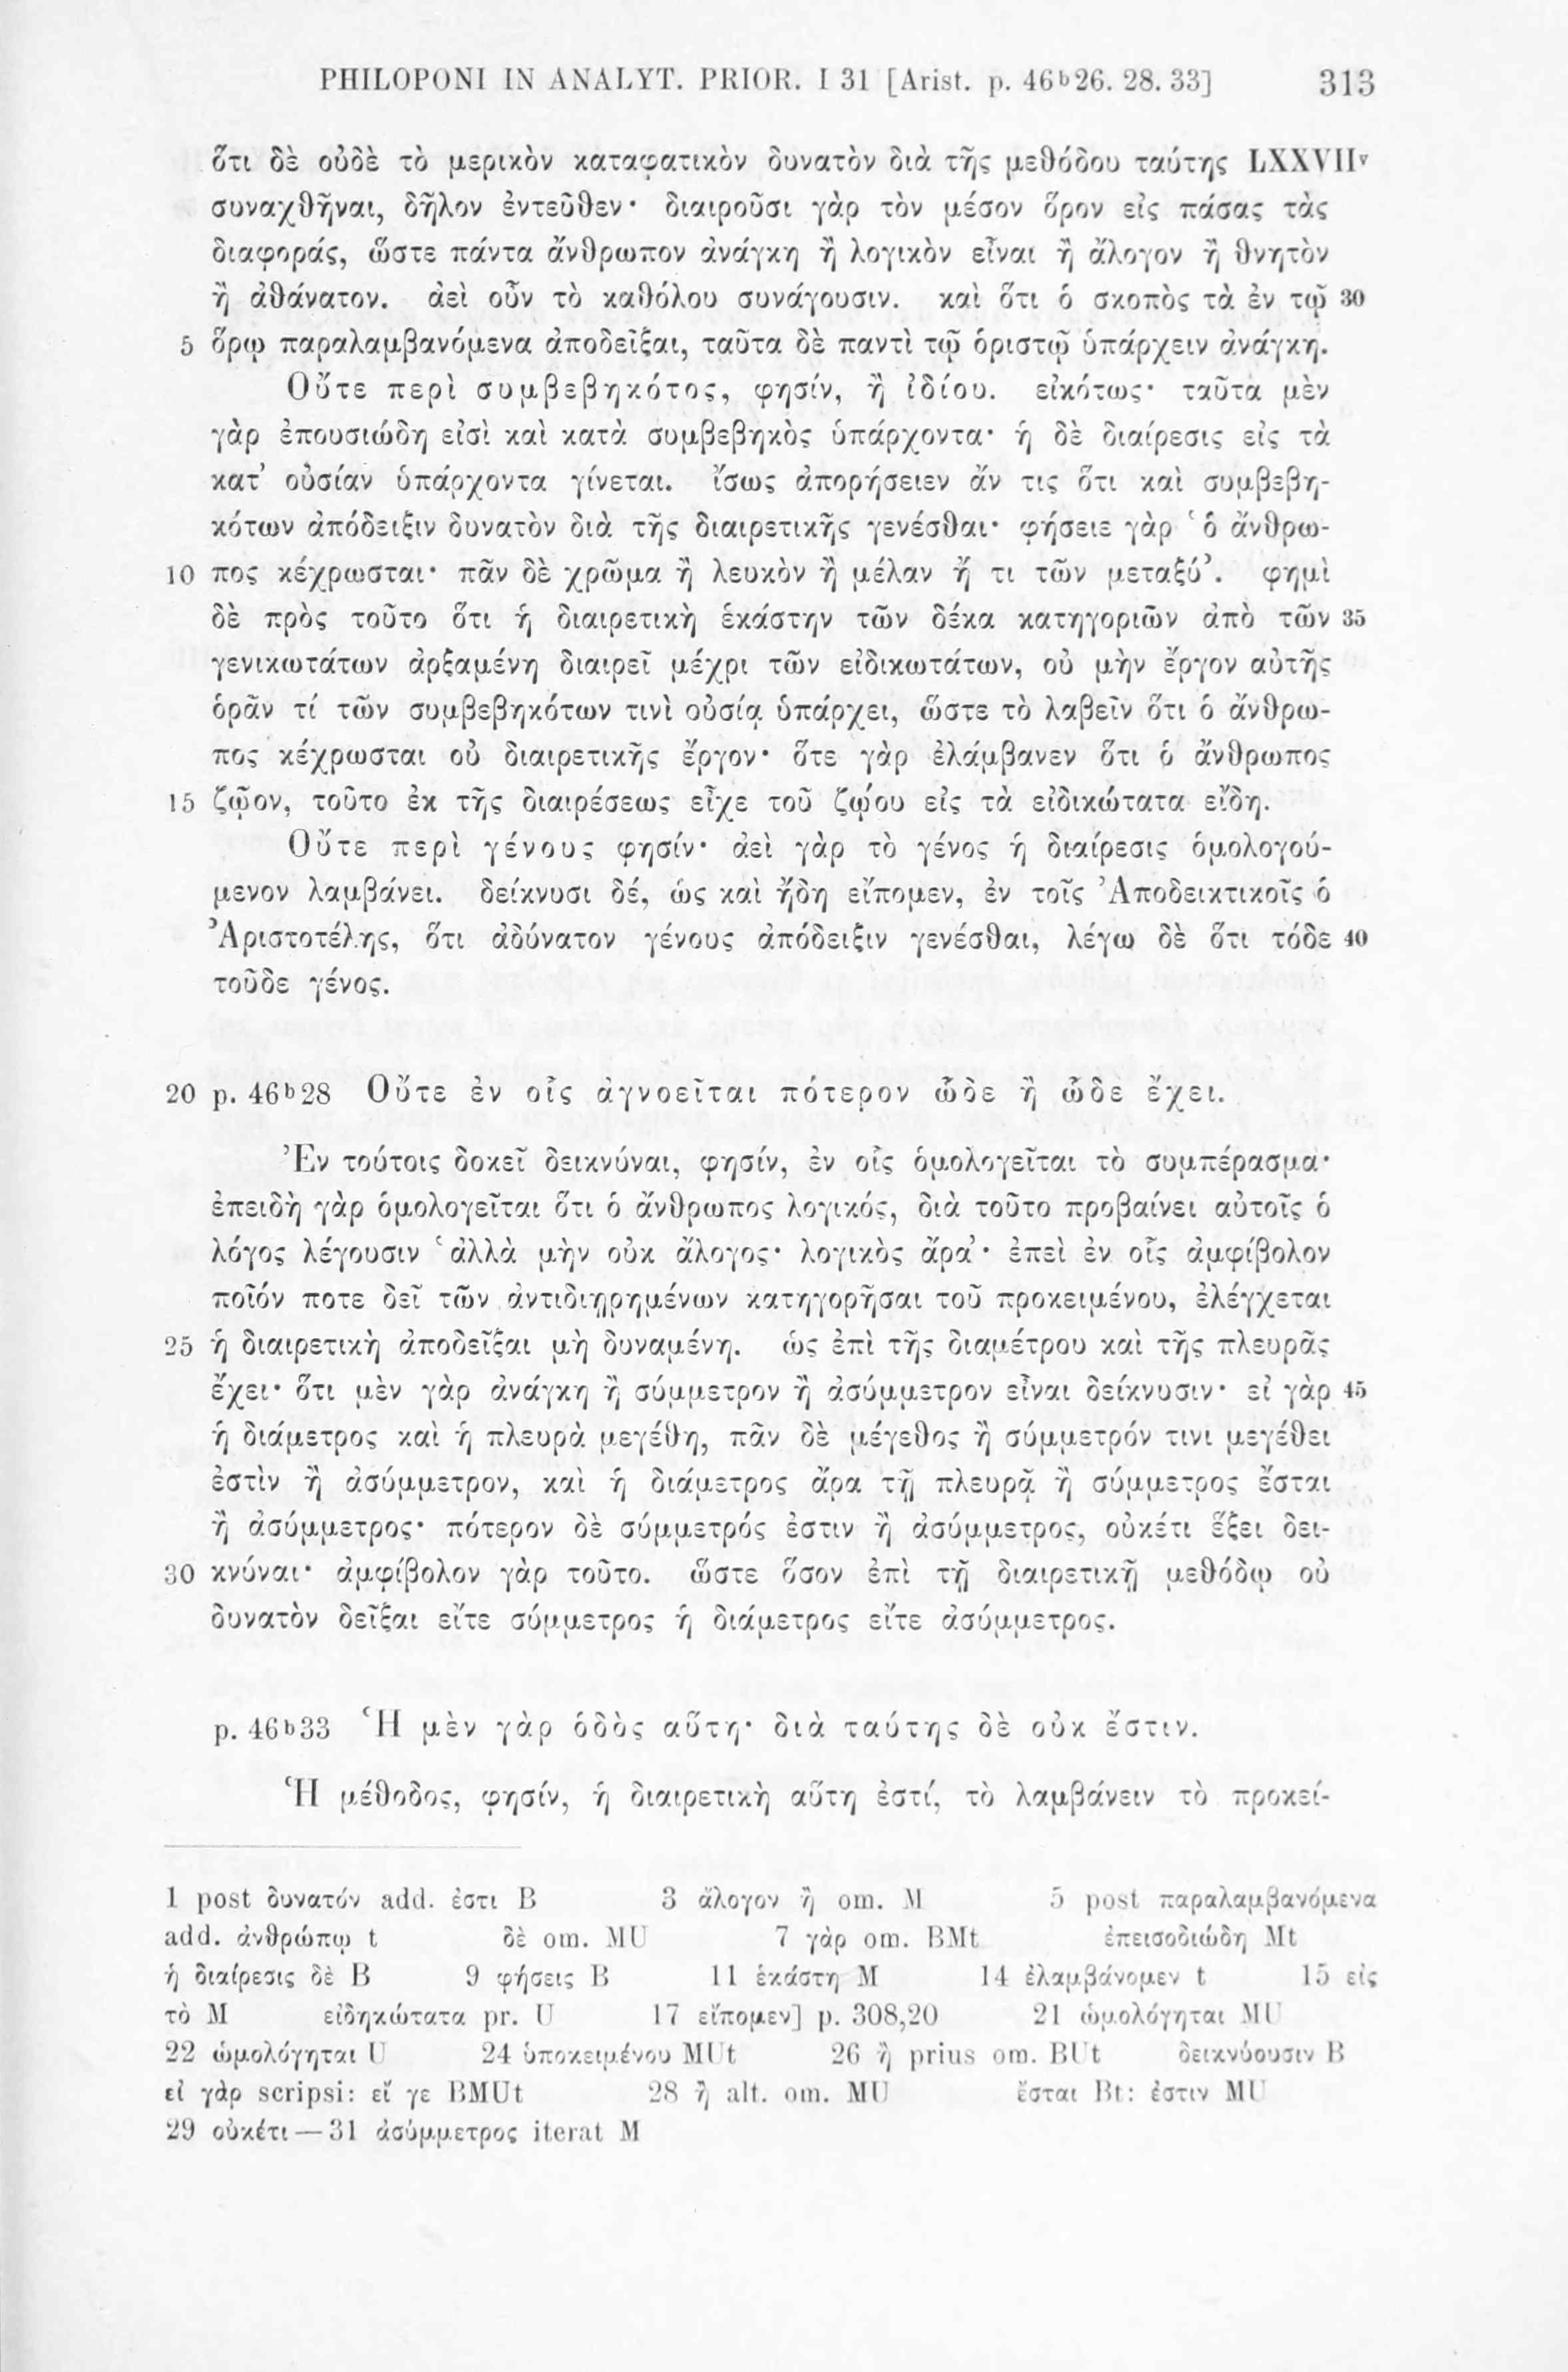 PHILOPONI IN ANALYT. PRIOR. I 31 [Arist. p. 46ᵇ26. 28. 33] 313
ὅτι δὲ οὐδὲ τὸ μερικὸν καταφατικὸν δυνατὸν διὰ τῆς μεθόδου ταύτης LXXVIIᵛ
συναχθῆναι, δῆλον ἐντεῦθεν· διαιροῦσι γὰρ τὸν μέσον ὅρον εἰς πάσας τὰς
διαφοράς, ὥστε πάντα ἄνθρωπον ἀνάγκη ἢ λογικὸν εἶναι ἢ ἄλογον ἢ θνητὸν
ἢ ἀθάνατον. ἀεὶ οὖν τὸ καθόλου συνάγουσιν. καὶ ὅτι ὁ σκοπὸς τὰ ἐν τῷ 30
5 ὅρῳ παραλαμβανόμενα ἀποδεῖξαι, ταῦτα δὲ παντὶ τῷ ὁριστῷ ὑπάρχειν ἀνάγκη.
Οὔτε περὶ συμβεβηκότος, φησίν, ἢ ἰδίου. εἰκότως· ταῦτα μὲν
γὰρ ἐπουσιώδη εἰσὶ καὶ κατὰ συμβεβηκὸς ὑπάρχοντα· ἡ δὲ διαίρεσις εἰς τὰ
κατ’ οὐσίαν ὑπάρχοντα γίνεται. ἴσως ἀπορήσειεν ἄν τις ὅτι καὶ συμβεβη-
κότων ἀπόδειξιν δυνατὸν διὰ τῆς διαιρετικῆς γενέσθαι· φήσειε γὰρ ‘ὁ ἄνθρω-
10 πος κέχρωσται· πᾶν δὲ χρῶμα ἢ λευκὸν ἢ μέλαν ἤ τι τῶν μεταξύ’. φημὶ
δὲ πρὸς τοῦτο ὅτι ἡ διαιρετικὴ ἑκάστην τῶν δέκα κατηγοριῶν ἀπὸ τῶν 35
γενικωτάτων ἀρξαμένη διαιρεῖ μέχρι τῶν εἰδικωτάτων, οὐ μὴν ἔργον αὐτῆς
ὁρᾶν τί τῶν συμβεβηκότων τινὶ οὐσίᾳ ὑπάρχει, ὥστε τὸ λαβεῖν ὅτι ὁ ἄνθρω-
πος κέχρωσται οὐ διαιρετικῆς ἔργον· ὅτε γὰρ ἐλάμβανεν ὅτι ὁ ἄνθρωπος
15 ζῷον, τοῦτο ἐκ τῆς διαιρέσεως εἶχε τοῦ ζῴου εἰς τὰ εἰδικώτατα εἴδη.
Οὔτε περὶ γένους φησίν· ἀεὶ γὰρ τὸ γένος ἡ διαίρεσις ὁμολογού-
μενον λαμβάνει. δείκνυσι δέ, ὡς καὶ ἤδη εἴπομεν, ἐν τοῖς Ἀποδεικτικοῖς ὁ
Ἀριστοτέλης, ὅτι ἀδύνατον γένους ἀπόδειξιν γενέσθαι, λέγω δὲ ὅτι τόδε 40
τοῦδε γένος.
20 p. 46ᵇ28 Οὔτε ἐν οἷς ἀγνοεῖται πότερον ὧδε ἢ ὧδε ἔχει.
Ἐν τούτοις δοκεῖ δεικνύναι, φησίν, ἐν οἷς ὁμολογεῖται τὸ συμπέρασμα·
ἐπειδὴ γὰρ ὁμολογεῖται ὅτι ὁ ἄνθρωπος λογικός, διὰ τοῦτο προβαίνει αὐτοῖς ὁ
λόγος λέγουσιν ‘ἀλλὰ μὴν οὐκ ἄλογος· λογικὸς ἄρα’· ἐπεὶ ἐν οἷς ἀμφίβολον
ποῖόν ποτε δεῖ τῶν ἀντιδιῃρημένων κατηγορῆσαι τοῦ προκειμένου, ἐλέγχεται
25 ἡ διαιρετικὴ ἀποδεῖξαι μὴ δυναμένη. ὡς ἐπὶ τῆς διαμέτρου καὶ τῆς πλευρᾶς
ἔχει· ὅτι μὲν γὰρ ἀνάγκη ἢ σύμμετρον ἢ ἀσύμμετρον εἶναι δείκνυσιν· εἰ γὰρ 45
ἡ διάμετρος καὶ ἡ πλευρὰ μεγέθη, πᾶν δὲ μέγεθος ἢ σύμμετρόν τινι μεγέθει
ἐστὶν ἢ ἀσύμμετρον, καὶ ἡ διάμετρος ἄρα τῇ πλευρᾷ ἢ σύμμετρος ἔσται
ἢ ἀσύμμετρος· πότερον δὲ σύμμετρός ἐστιν ἢ ἀσύμμετρος, οὐκέτι ἕξει δει-
30 κνύναι· ἀμφίβολον γὰρ τοῦτο. ὥστε ὅσον ἐπὶ τῇ διαιρετικῇ μεθόδῳ οὐ
δυνατὸν δεῖξαι εἴτε σύμμετρος ἡ διάμετρος εἴτε ἀσύμμετρος.
p. 46ᵇ33 Ἡ μὲν γὰρ ὁδὸς αὕτη· διὰ ταύτης δὲ οὐκ ἔστιν.
Ἡ μέθοδος, φησίν, ἡ διαιρετικὴ αὕτη ἐστί, τὸ λαμβάνειν τὸ προκεί-
1 post δυνατόν add. ἐστι B 3 ἄλογον ἢ om. M 5 post παραλαμβανόμενα
add. ἀνθρώπῳ t δὲ om. MU 7 γὰρ om. BMt ἐπεισοδιώδη Mt
ἡ διαίρεσις δὲ B 9 φήσεις B 11 ἑκάστη M 14 ἐλαμβάνομεν t 15 εἰς
τὸ M εἰδηκώτατα pr. U 17 εἴπομεν] p. 308,20 21 ὡμολόγηται MU
22 ὡμολόγηται U 24 ὑποκειμένου MUt 26 ἢ prius om. BUt δεικνύουσιν B
εἰ γὰρ scripsi: εἴ γε BMUt 28 ἢ alt. om. MU ἔσται Bt: ἐστιν MU
29 οὐκέτι — 31 ἀσύμμετρος iterat M